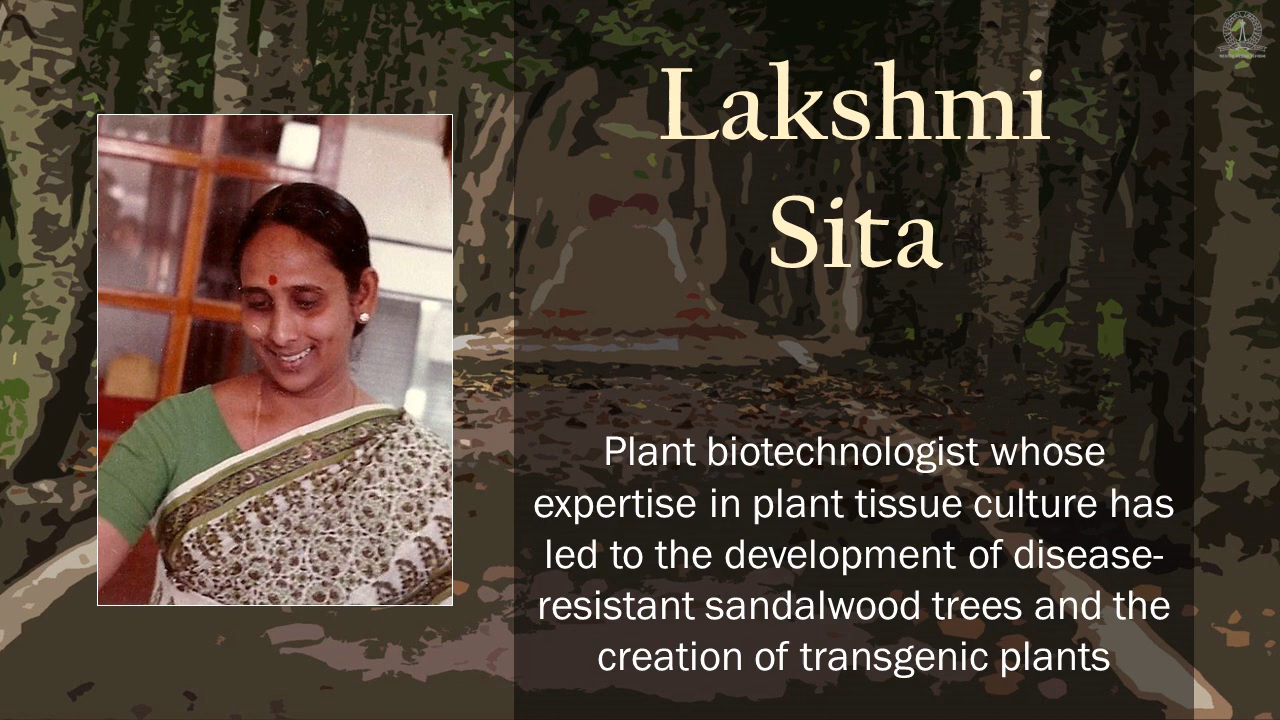 Lakshmi
Sita
Plant biotechnologist whose
expertise in plant tissue culture has
led to the development of disease-
resistant sandalwood trees and the
creation of transgenic plants